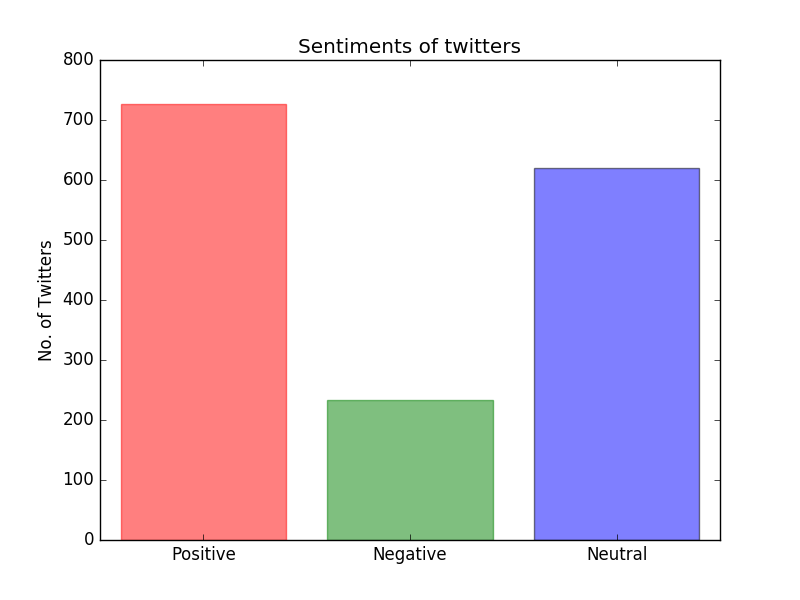 Sentiments of twitters
800
700
600
500
400
300
200
100
0
No. of Twitters
Positive
Negative
Neutral